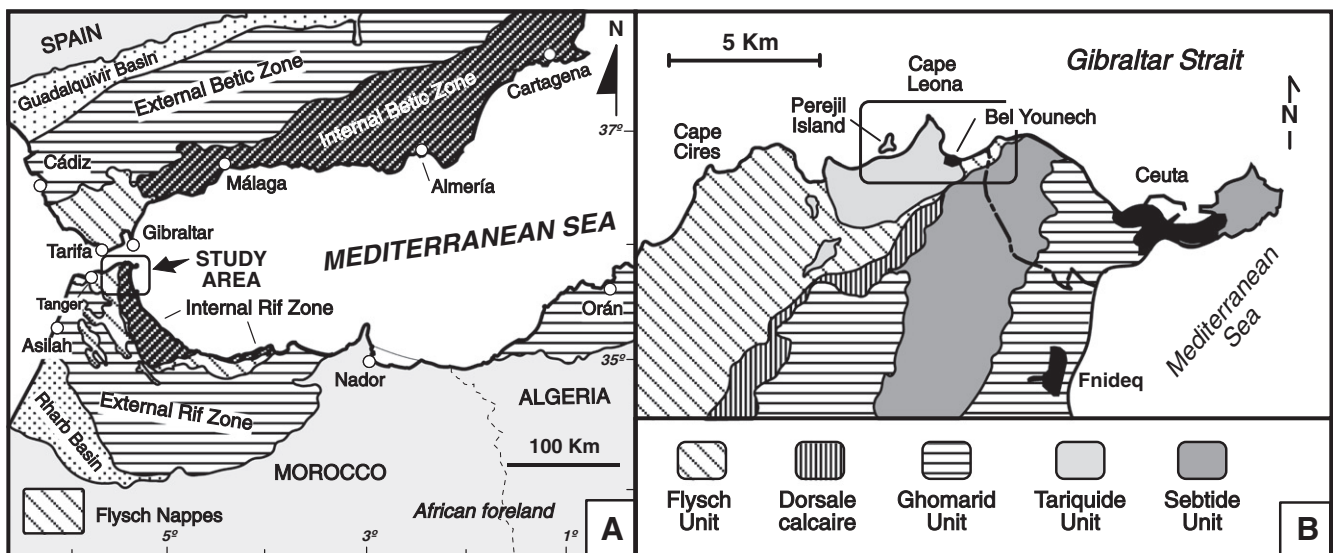 SPAIN
Guadalquivir Basin
External Betic Zone
Internal Betic Zone
N
Cartagena
37º
Cádiz
Málaga
Almería
Gibraltar
Tarifa
MEDITERRANEAN SEA
STUDY
AREA
Tanger
Internal Rif Zone
Orán
Asilah
35º
Nador
ALGERIA
External Rif Zone
Rharb Basin
100 Km
MOROCCO
Flysch Nappes
African foreland
A
5º
3º
1º
5 Km
Gibraltar Strait
Cape
Leona
Perejil
Island
Bel Younech
N
Cape
Cires
Ceuta
Mediterranean
Sea
Fnideq
Flysch
Unit
Dorsale
calcaire
Ghomarid
Unit
Tariquide
Unit
Sebtide
Unit
B